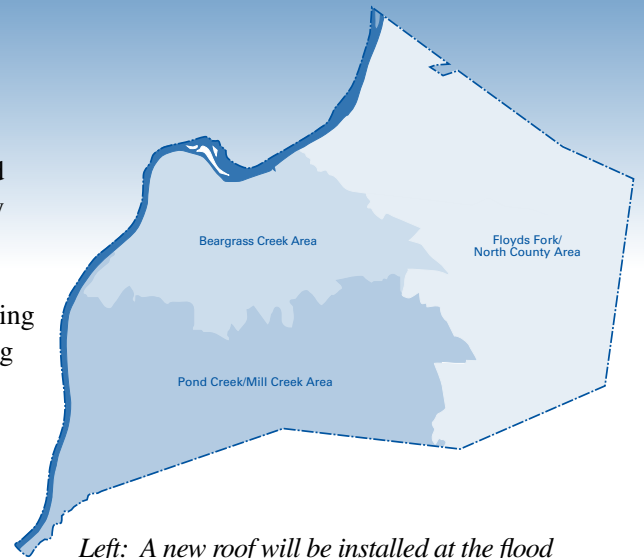 ing
g
Beargrass Creek Area
Floyds Fork/
North County Area
Pond Creek/Mill Creek Area
Left: A new roof will be installed at the flood